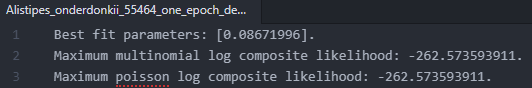 Alistipes_onderdonkii_55464_one_epoch_de...
1 Best fit parameters: [0.08671996].
2 Maximum multinomial log composite likelihood: -262.573593911.
3 Maximum poisson log composite likelihood: -262.573593911.